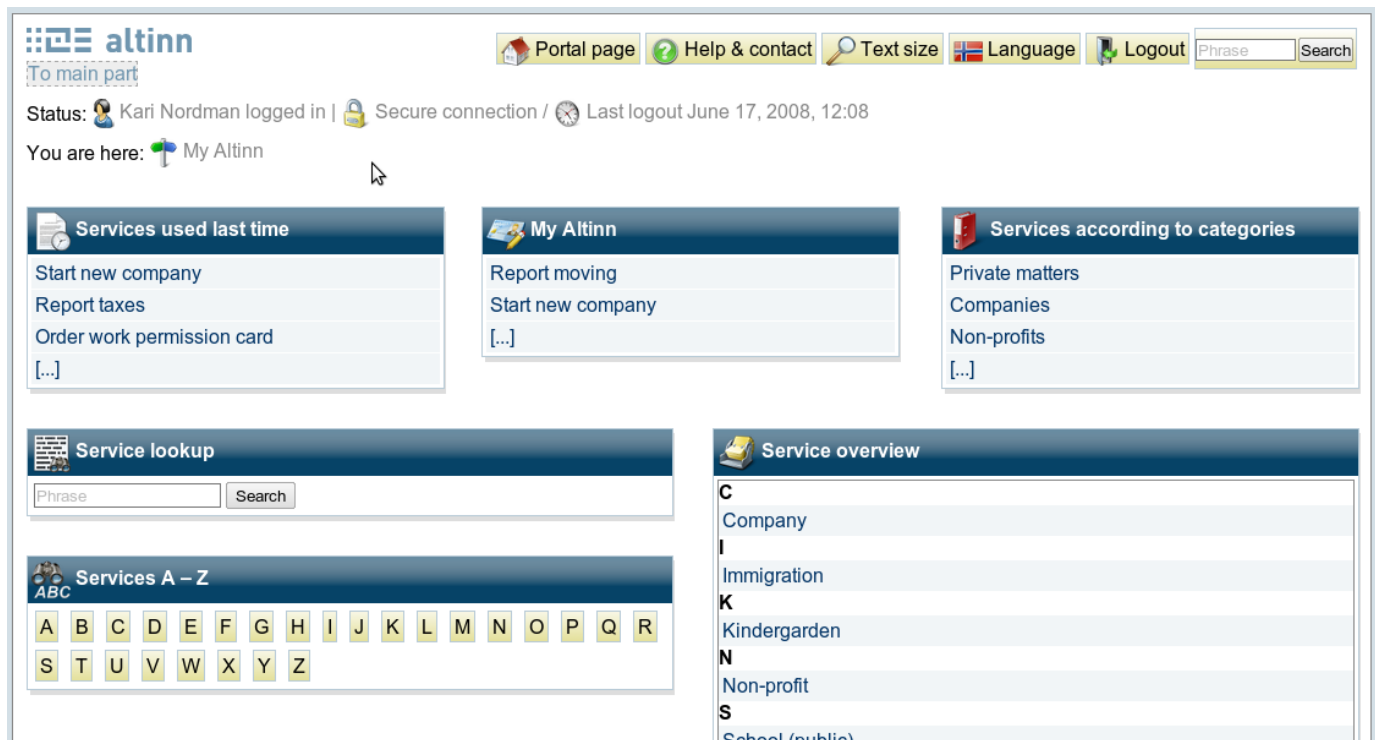 altinn
Portal page Help & contact Text size Language Logout Phrase Search
To main part
Status: Kari Nordman logged in | Secure connection / Last logout June 17, 2008, 12:08
You are here: My Altinn
Services used last time
Start new company
Report taxes
Order work permission card
[...]
My Altinn
Report moving
Start new company
[...]
Services according to categories
Private matters
Companies
Non-profits
[...]
Service lookup
Phrase Search
ABC Services A – Z
A B C D E F G H I J K L M N O P Q R
S T U V W X Y Z
Service overview
C
Company
I
Immigration
K
Kindergarden
N
Non-profit
S
School (public)